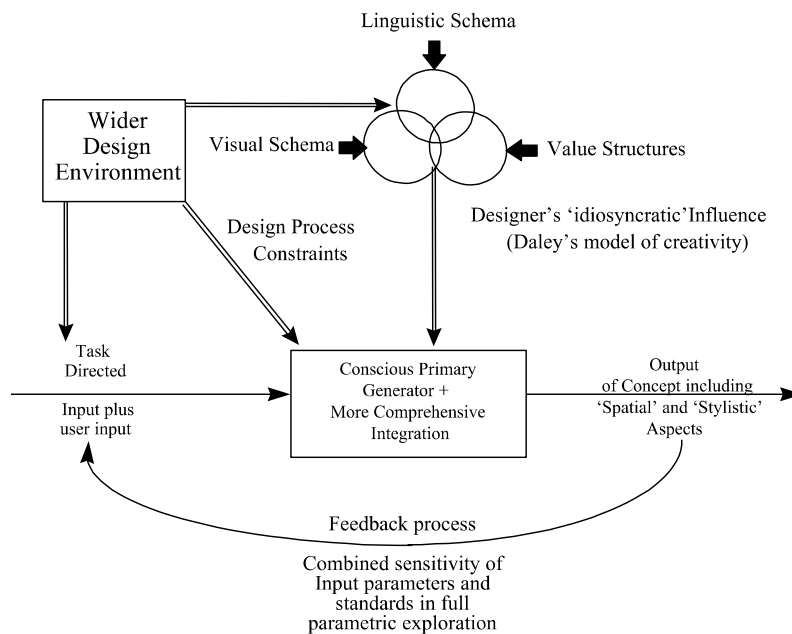 Linguistic Schema
Wider
Design
Environment
Visual Schema
Value Structures
Designer's ‘idiosyncratic’Influence
(Daley's model of creativity)
Design Process
Constraints
Task
Directed
Input plus
user input
Conscious Primary
Generator +
More Comprehensive
Integration
Output
of Concept including
‘Spatial’ and ‘Stylistic’
Aspects
Feedback process
Combined sensitivity of
Input parameters and
standards in full
parametric exploration